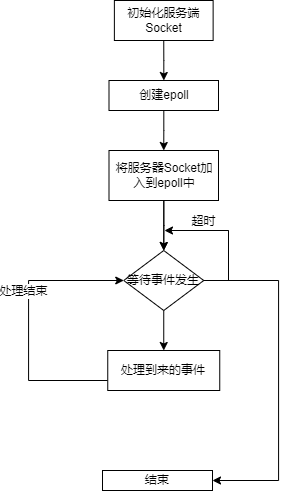 初始化服务端
Socket
创建epoll
将服务器Socket加
入到epoll中
超时
等待事件发生
处理结束
处理到来的事件
结束